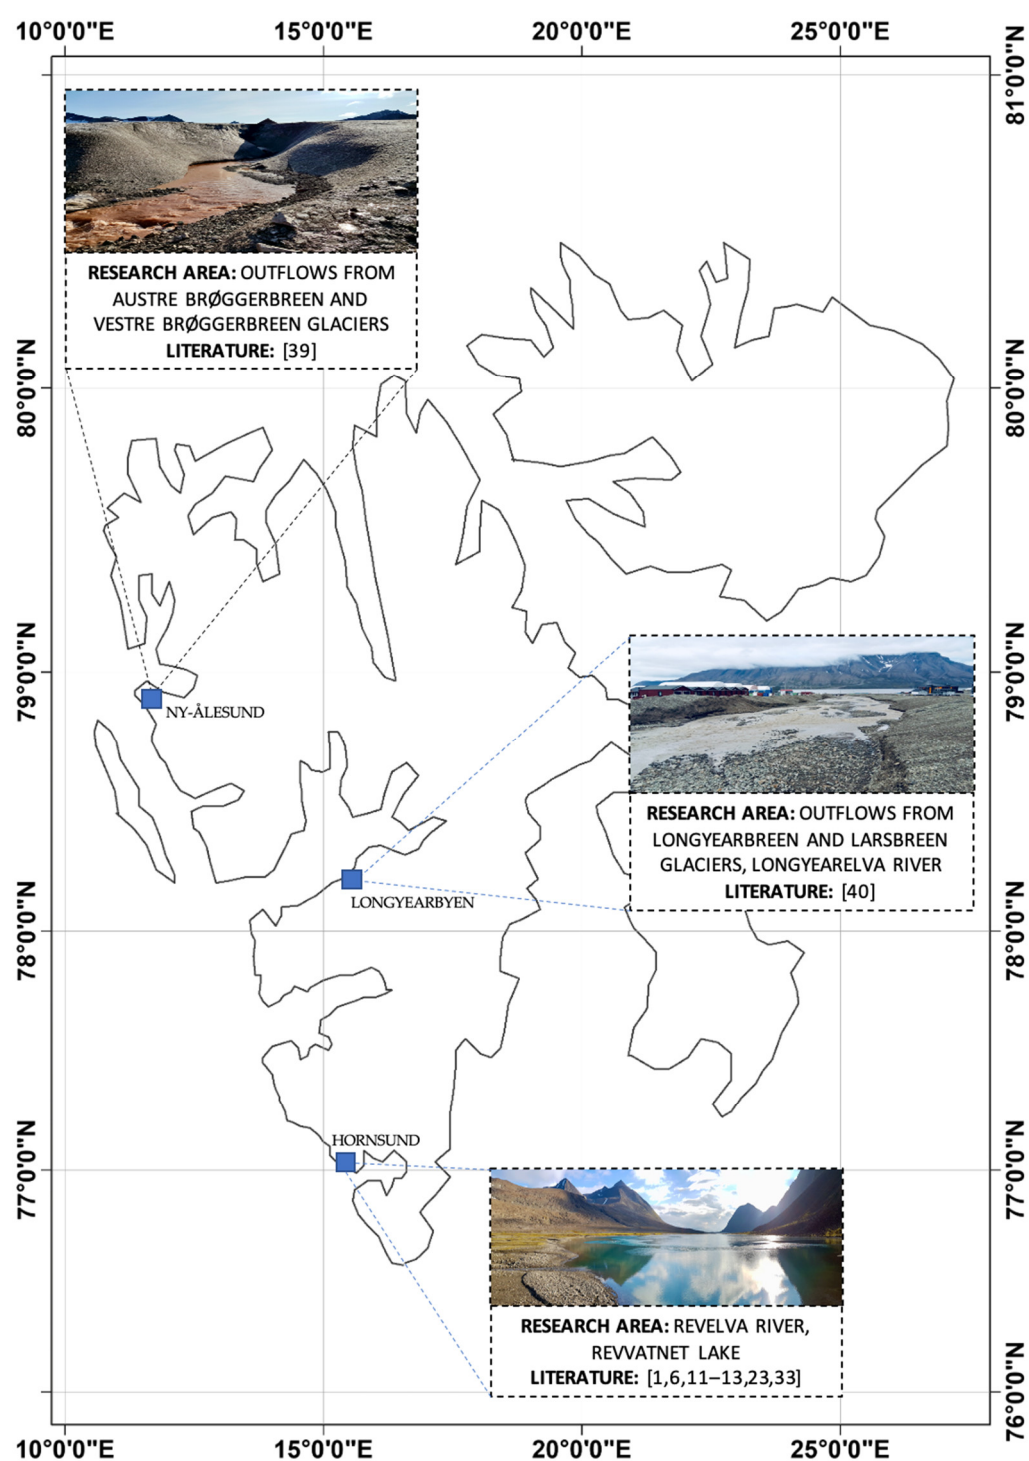 10°0'0"E 15°0'0"E 20°0'0"E 25°0'0"E
81°0'0"N
RESEARCH AREA: OUTFLOWS FROM
AUSTRE BRØGGERBREEN AND
VESTRE BRØGGERBREEN GLACIERS
LITERATURE: [39]
80°0'0"N 80°0'0"N
79°0'0"N 79°0'0"N
NY-ÅLESUND
RESEARCH AREA: OUTFLOWS FROM
LONGYEARBREEN AND LARSBREEN
GLACIERS, LONGYEARELVA RIVER
LITERATURE: [40]
LONGYEARBYEN
78°0'0"N 78°0'0"N
HORNSUND
77°0'0"N 77°0'0"N
RESEARCH AREA: REVELVA RIVER,
REVVATNET LAKE
LITERATURE: [1,6,11–13,23,33]
76°0'0"N
10°0'0"E 15°0'0"E 20°0'0"E 25°0'0"E